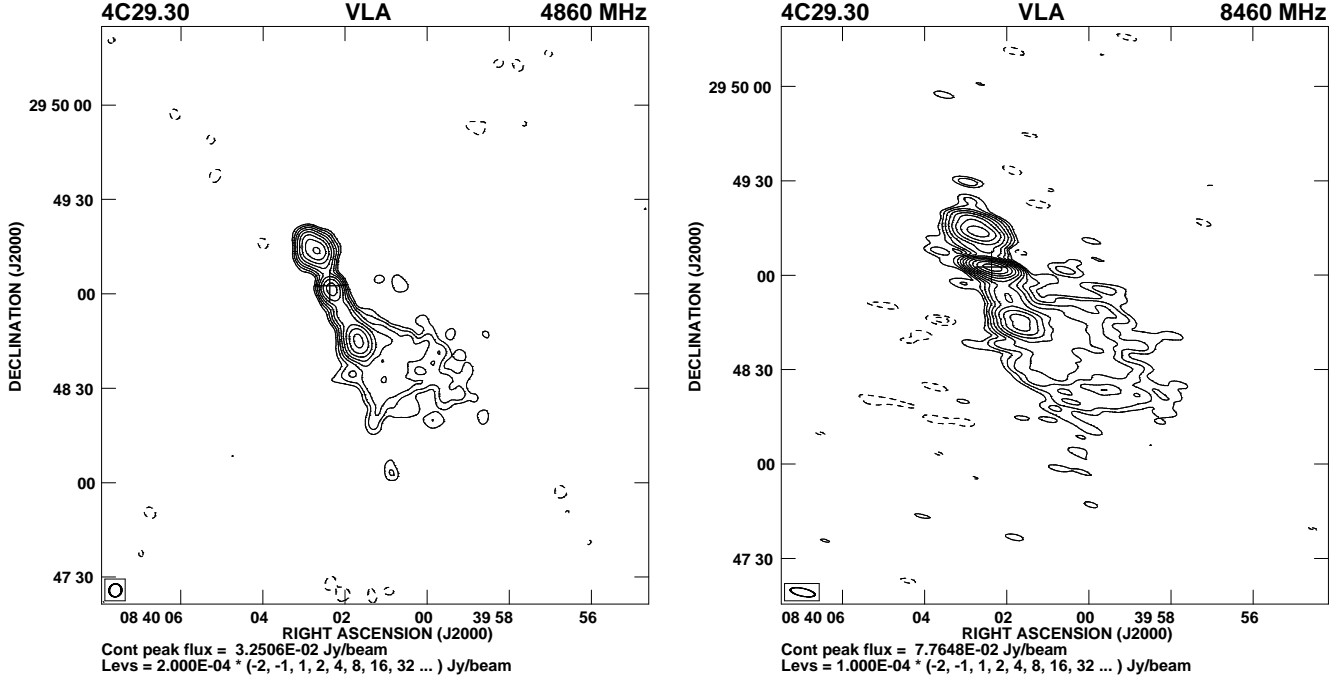 4C29.30 VLA 4860 MHz
DECLINATION (J2000)
29 50 00
49 30
00
48 30
00
47 30
08 40 06 04 02 00 39 58 56
RIGHT ASCENSION (J2000)
Cont peak flux = 3.2506E-02 Jy/beam
Levs = 2.000E-04 * (-2, -1, 1, 2, 4, 8, 16, 32 ... ) Jy/beam
4C29.30 VLA 8460 MHz
DECLINATION (J2000)
29 50 00
49 30
00
48 30
00
47 30
08 40 06 04 02 00 39 58 56
RIGHT ASCENSION (J2000)
Cont peak flux = 7.7648E-02 Jy/beam
Levs = 1.000E-04 * (-2, -1, 1, 2, 4, 8, 16, 32 ... ) Jy/beam